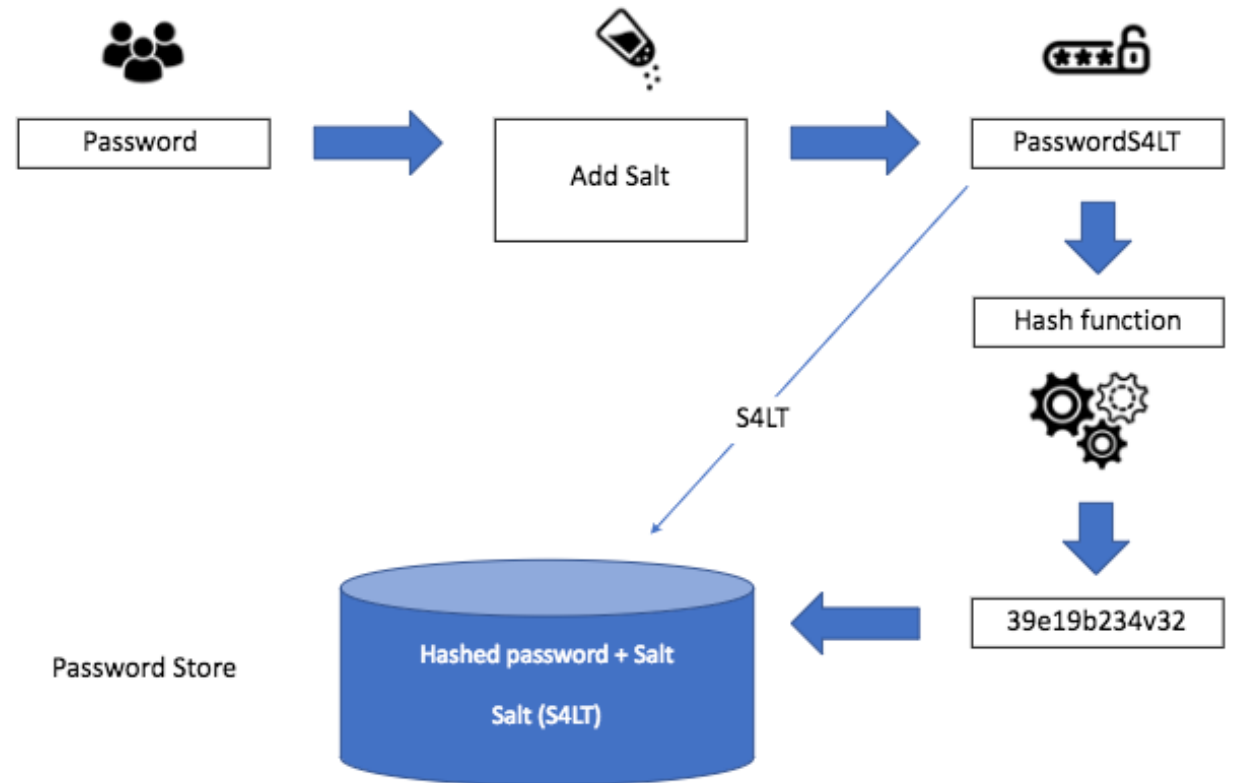 Password
Add Salt
PasswordS4LT
Hash function
S4LT
39e19b234v32
Password Store
Hashed password + Salt
Salt (S4LT)